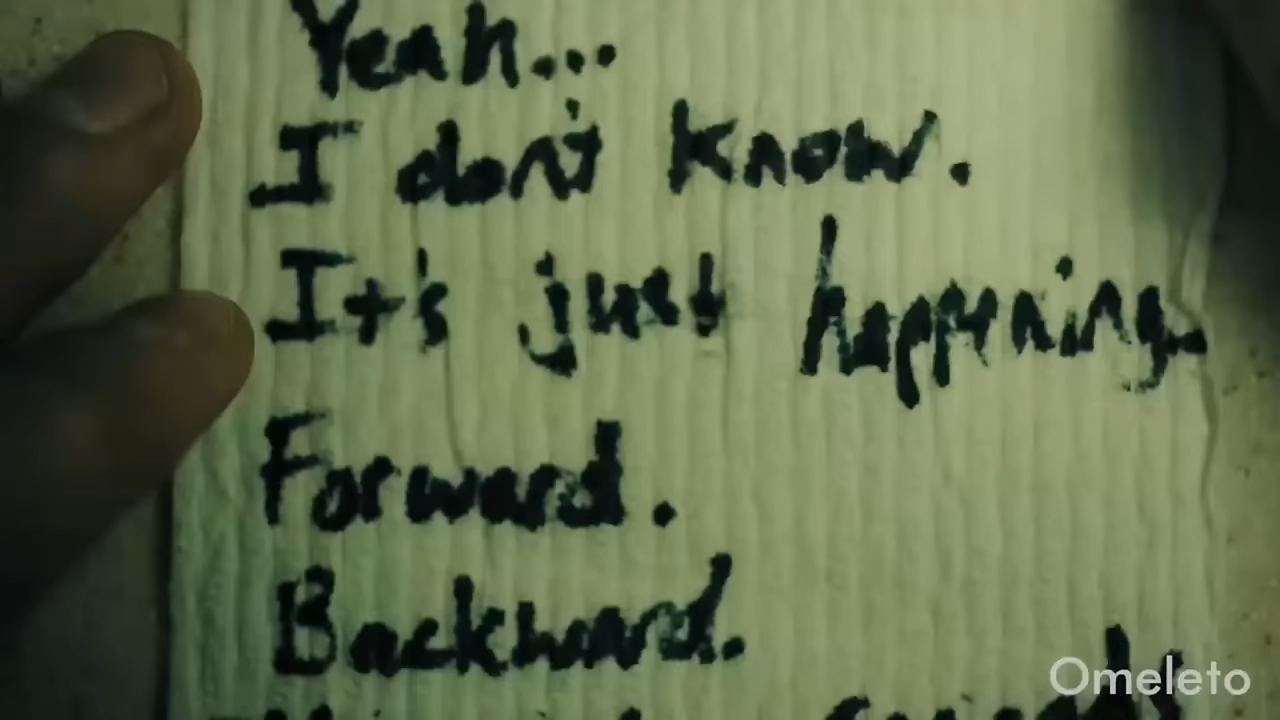 Yeah...
I don't know.
It's just happening.
Forward.
Backward.
Omeleto